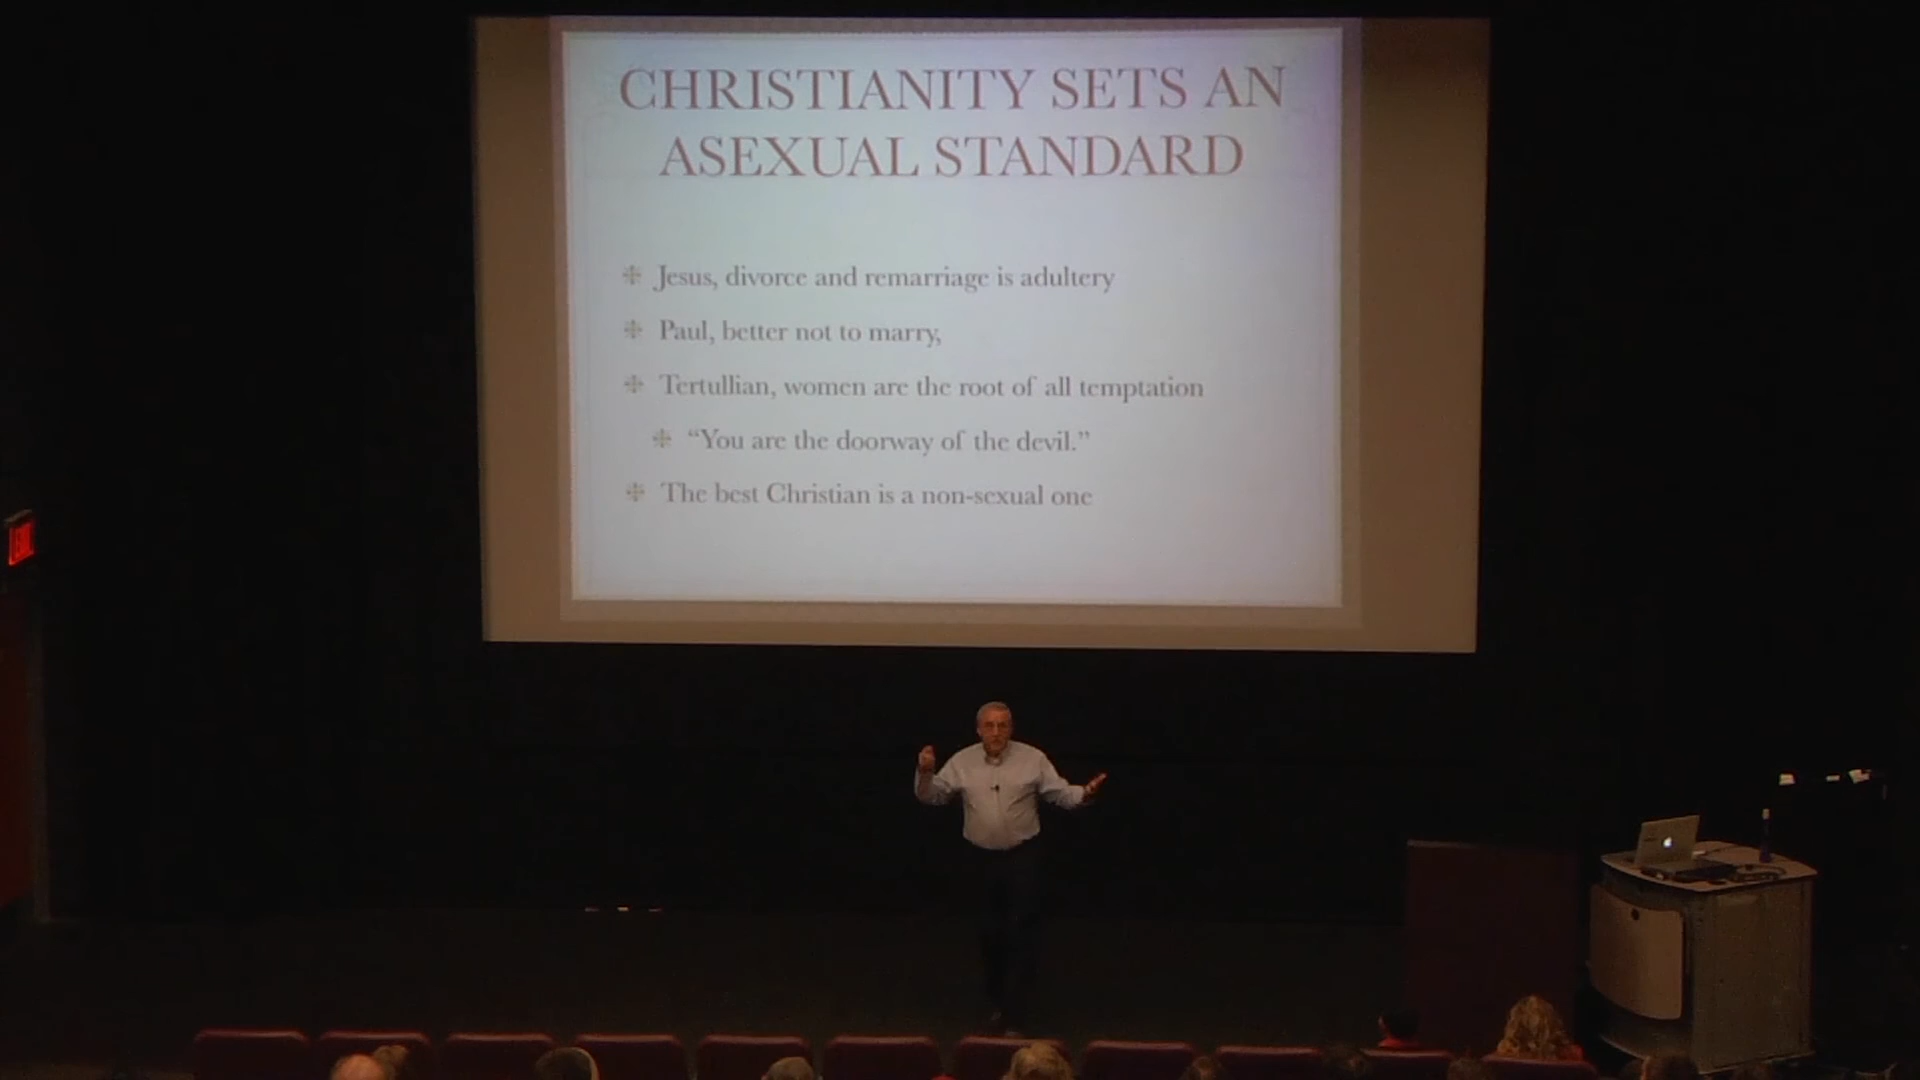 CHRISTIANITY SETS AN
ASEXUAL STANDARD
Jesus, divorce and remarriage is adultery
Paul, better not to marry,
Tertullian, women are the root of all temptation
“You are the doorway of the devil.”
The best Christian is a non-sexual one
EXIT